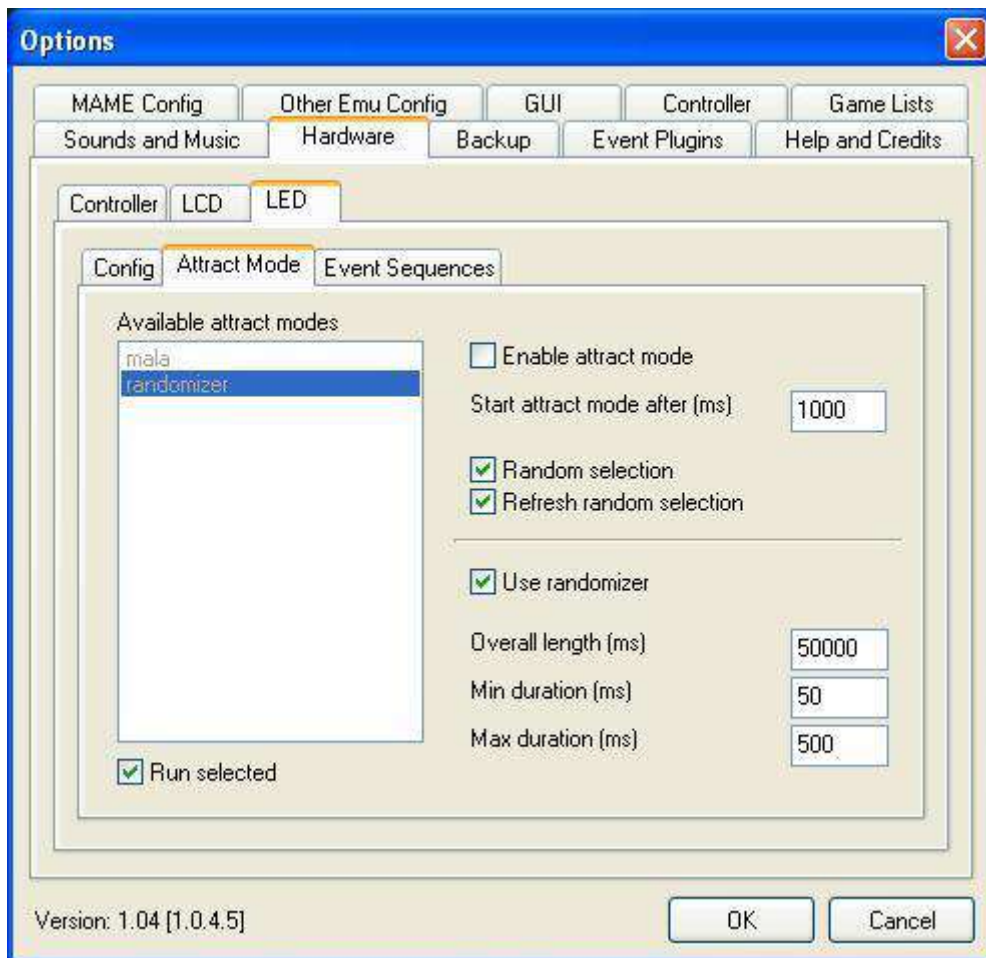 Options
MAME Config Other Emu Config GUI Controller Game Lists
Sounds and Music Hardware Backup Event Plugins Help and Credits
Controller LCD LED
Config Attract Mode Event Sequences
Available attract modes
mala
randomizer
Run selected
Enable attract mode
Start attract mode after (ms) 1000
Random selection
Refresh random selection
Use randomizer
Overall length (ms) 50000
Min duration (ms) 50
Max duration (ms) 500
Version: 1.04 [1.0.4.5] OK Cancel